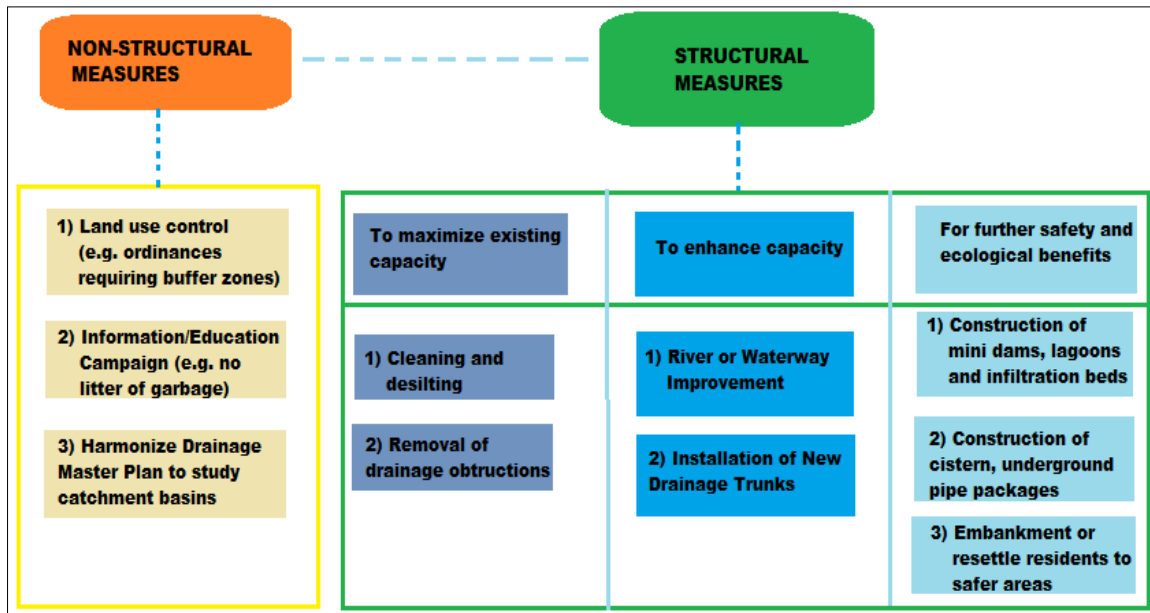 NON-STRUCTURAL
MEASURES
STRUCTURAL
MEASURES
1) Land use control
(e.g. ordinances
requiring buffer zones)
2) Information/Education
Campaign (e.g. no
litter of garbage)
3) Harmonize Drainage
Master Plan to study
catchment basins
To maximize existing
capacity
1) Cleaning and
desilting
2) Removal of
drainage obtructions
To enhance capacity
1) River or Waterway
Improvement
2) Installation of New
Drainage Trunks
For further safety and
ecological benefits
1) Construction of
mini dams, lagoons
and infiltration beds
2) Construction of
cistern, underground
pipe packages
3) Embankment or
resettle residents to
safer areas